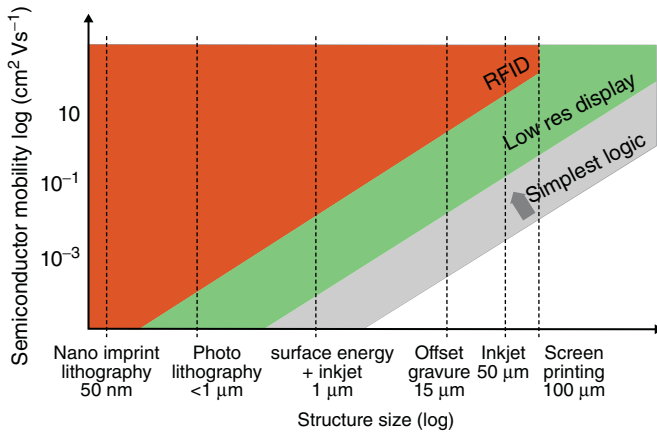 Semiconductor mobility log (cm² Vs⁻¹)
10
10⁻¹
10⁻³
RFID
Low res display
Simplest logic
Nano imprint
lithography
50 nm
Photo
lithography
<1 μm
surface energy
+ inkjet
1 μm
Offset
gravure
15 μm
Inkjet
50 μm
Screen
printing
100 μm
Structure size (log)